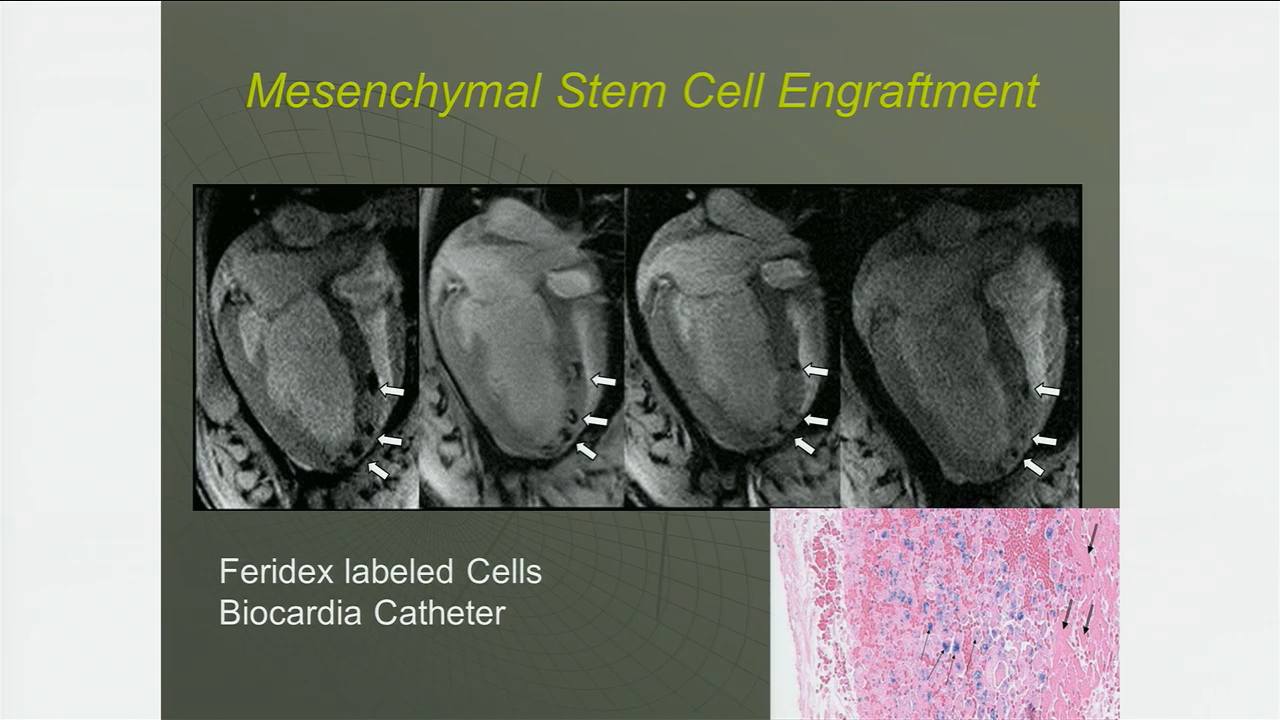 Mesenchymal Stem Cell Engraftment
Feridex labeled Cells
Biocardia Catheter